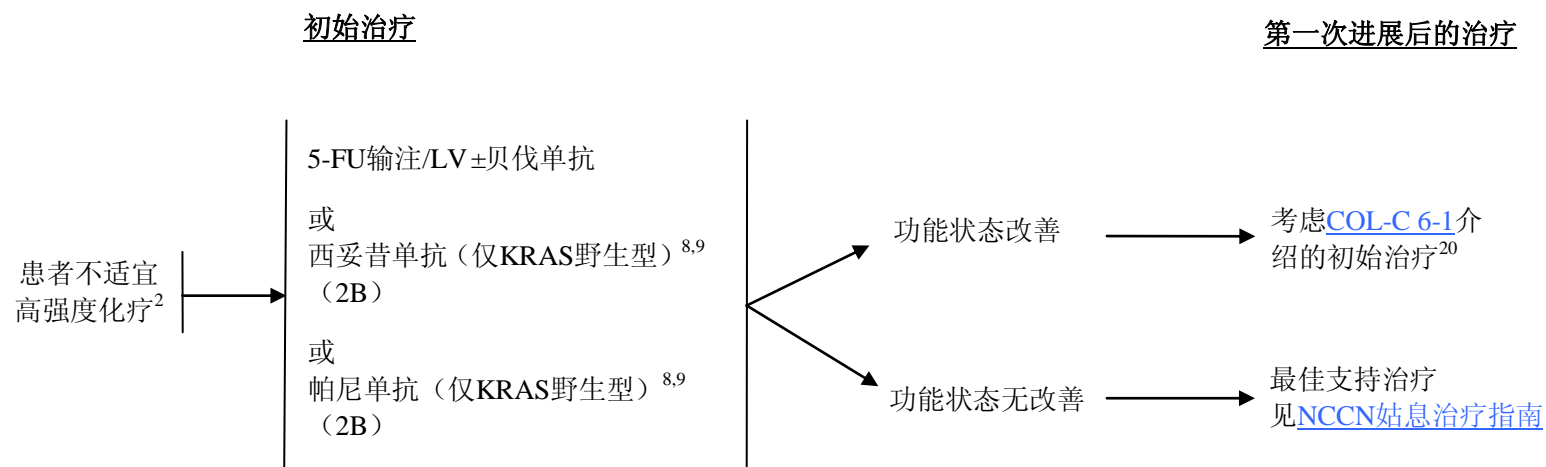 初始治疗
第一次进展后的治疗
患者不适宜
高强度化疗2
5-FU输注/LV±贝伐单抗
或
西妥昔单抗（仅KRAS野生型）8,9
（2B）
或
帕尼单抗（仅KRAS野生型）8,9
（2B）
功能状态改善
考虑COL-C 6-1介
绍的初始治疗20
功能状态无改善
最佳支持治疗
见NCCN姑息治疗指南